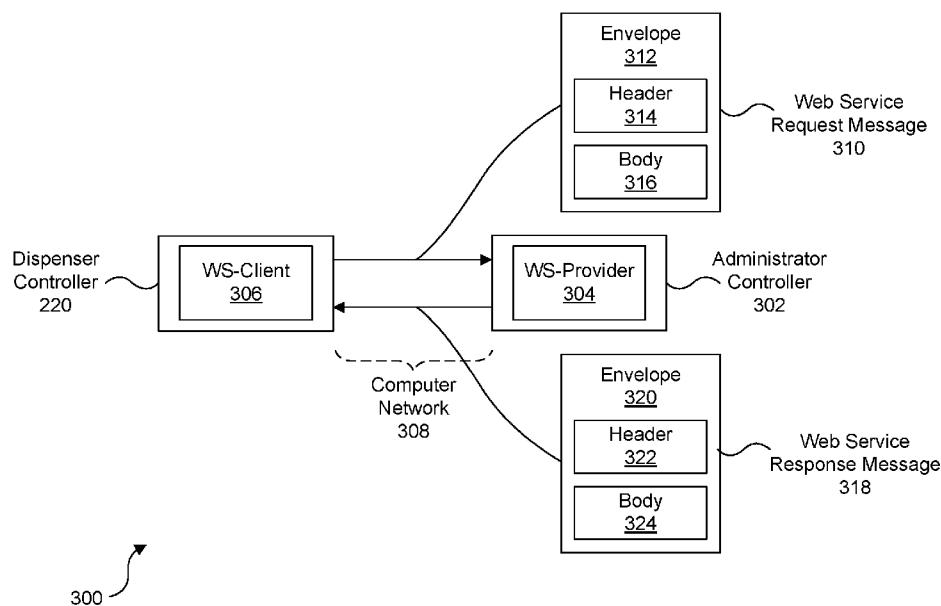 Envelope
312
Header
314
Body
316
Web Service
Request Message
310
Dispenser
Controller
220
WS-Client
306
WS-Provider
304
Administrator
Controller
302
Computer
Network
308
Envelope
320
Header
322
Body
324
Web Service
Response Message
318
300